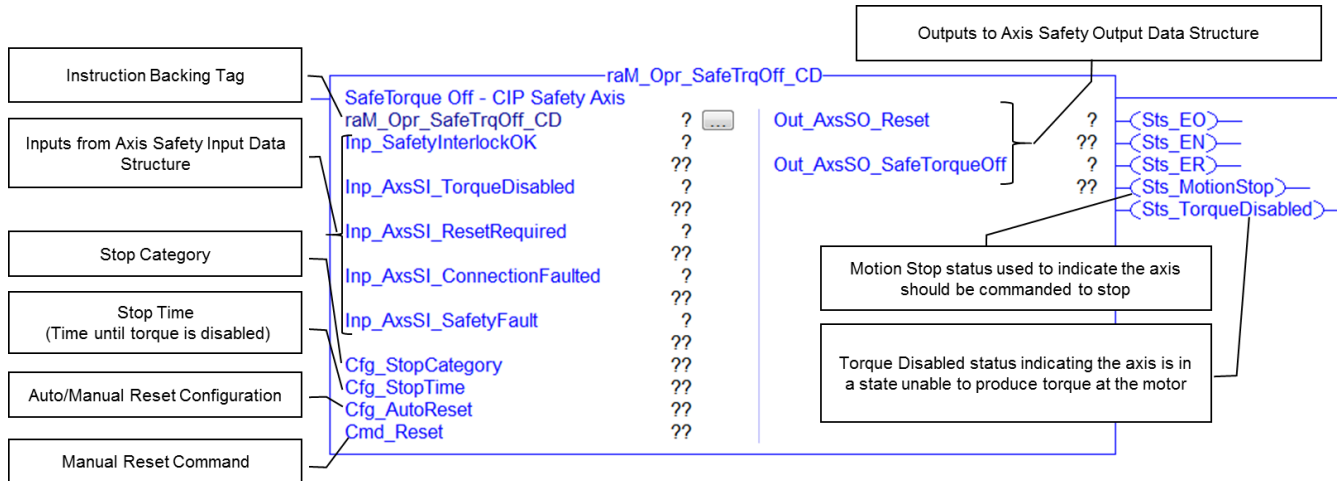 Outputs to Axis Safety Output Data Structure
Instruction Backing Tag
Inputs from Axis Safety Input Data
Structure
Stop Category
Stop Time
(Time until torque is disabled)
Auto/Manual Reset Configuration
Manual Reset Command
raM_Opr_SafeTrqOff_CD
SafeTorque Off - CIP Safety Axis
raM_Opr_SafeTrqOff_CD ? ...
Inp_SafetyInterlockOK ?
??
Inp_AxsSI_TorqueDisabled ?
??
Inp_AxsSI_ResetRequired ?
??
Inp_AxsSI_ConnectionFaulted ?
??
Inp_AxsSI_SafetyFault ?
??
Cfg_StopCategory ??
Cfg_StopTime ??
Cfg_AutoReset ??
Cmd_Reset ??
Out_AxsSO_Reset ?
??
Out_AxsSO_SafeTorqueOff ?
??
Sts_EO
Sts_EN
Sts_ER
Sts_MotionStop
Sts_TorqueDisabled
Motion Stop status used to indicate the axis
should be commanded to stop
Torque Disabled status indicating the axis is in
a state unable to produce torque at the motor